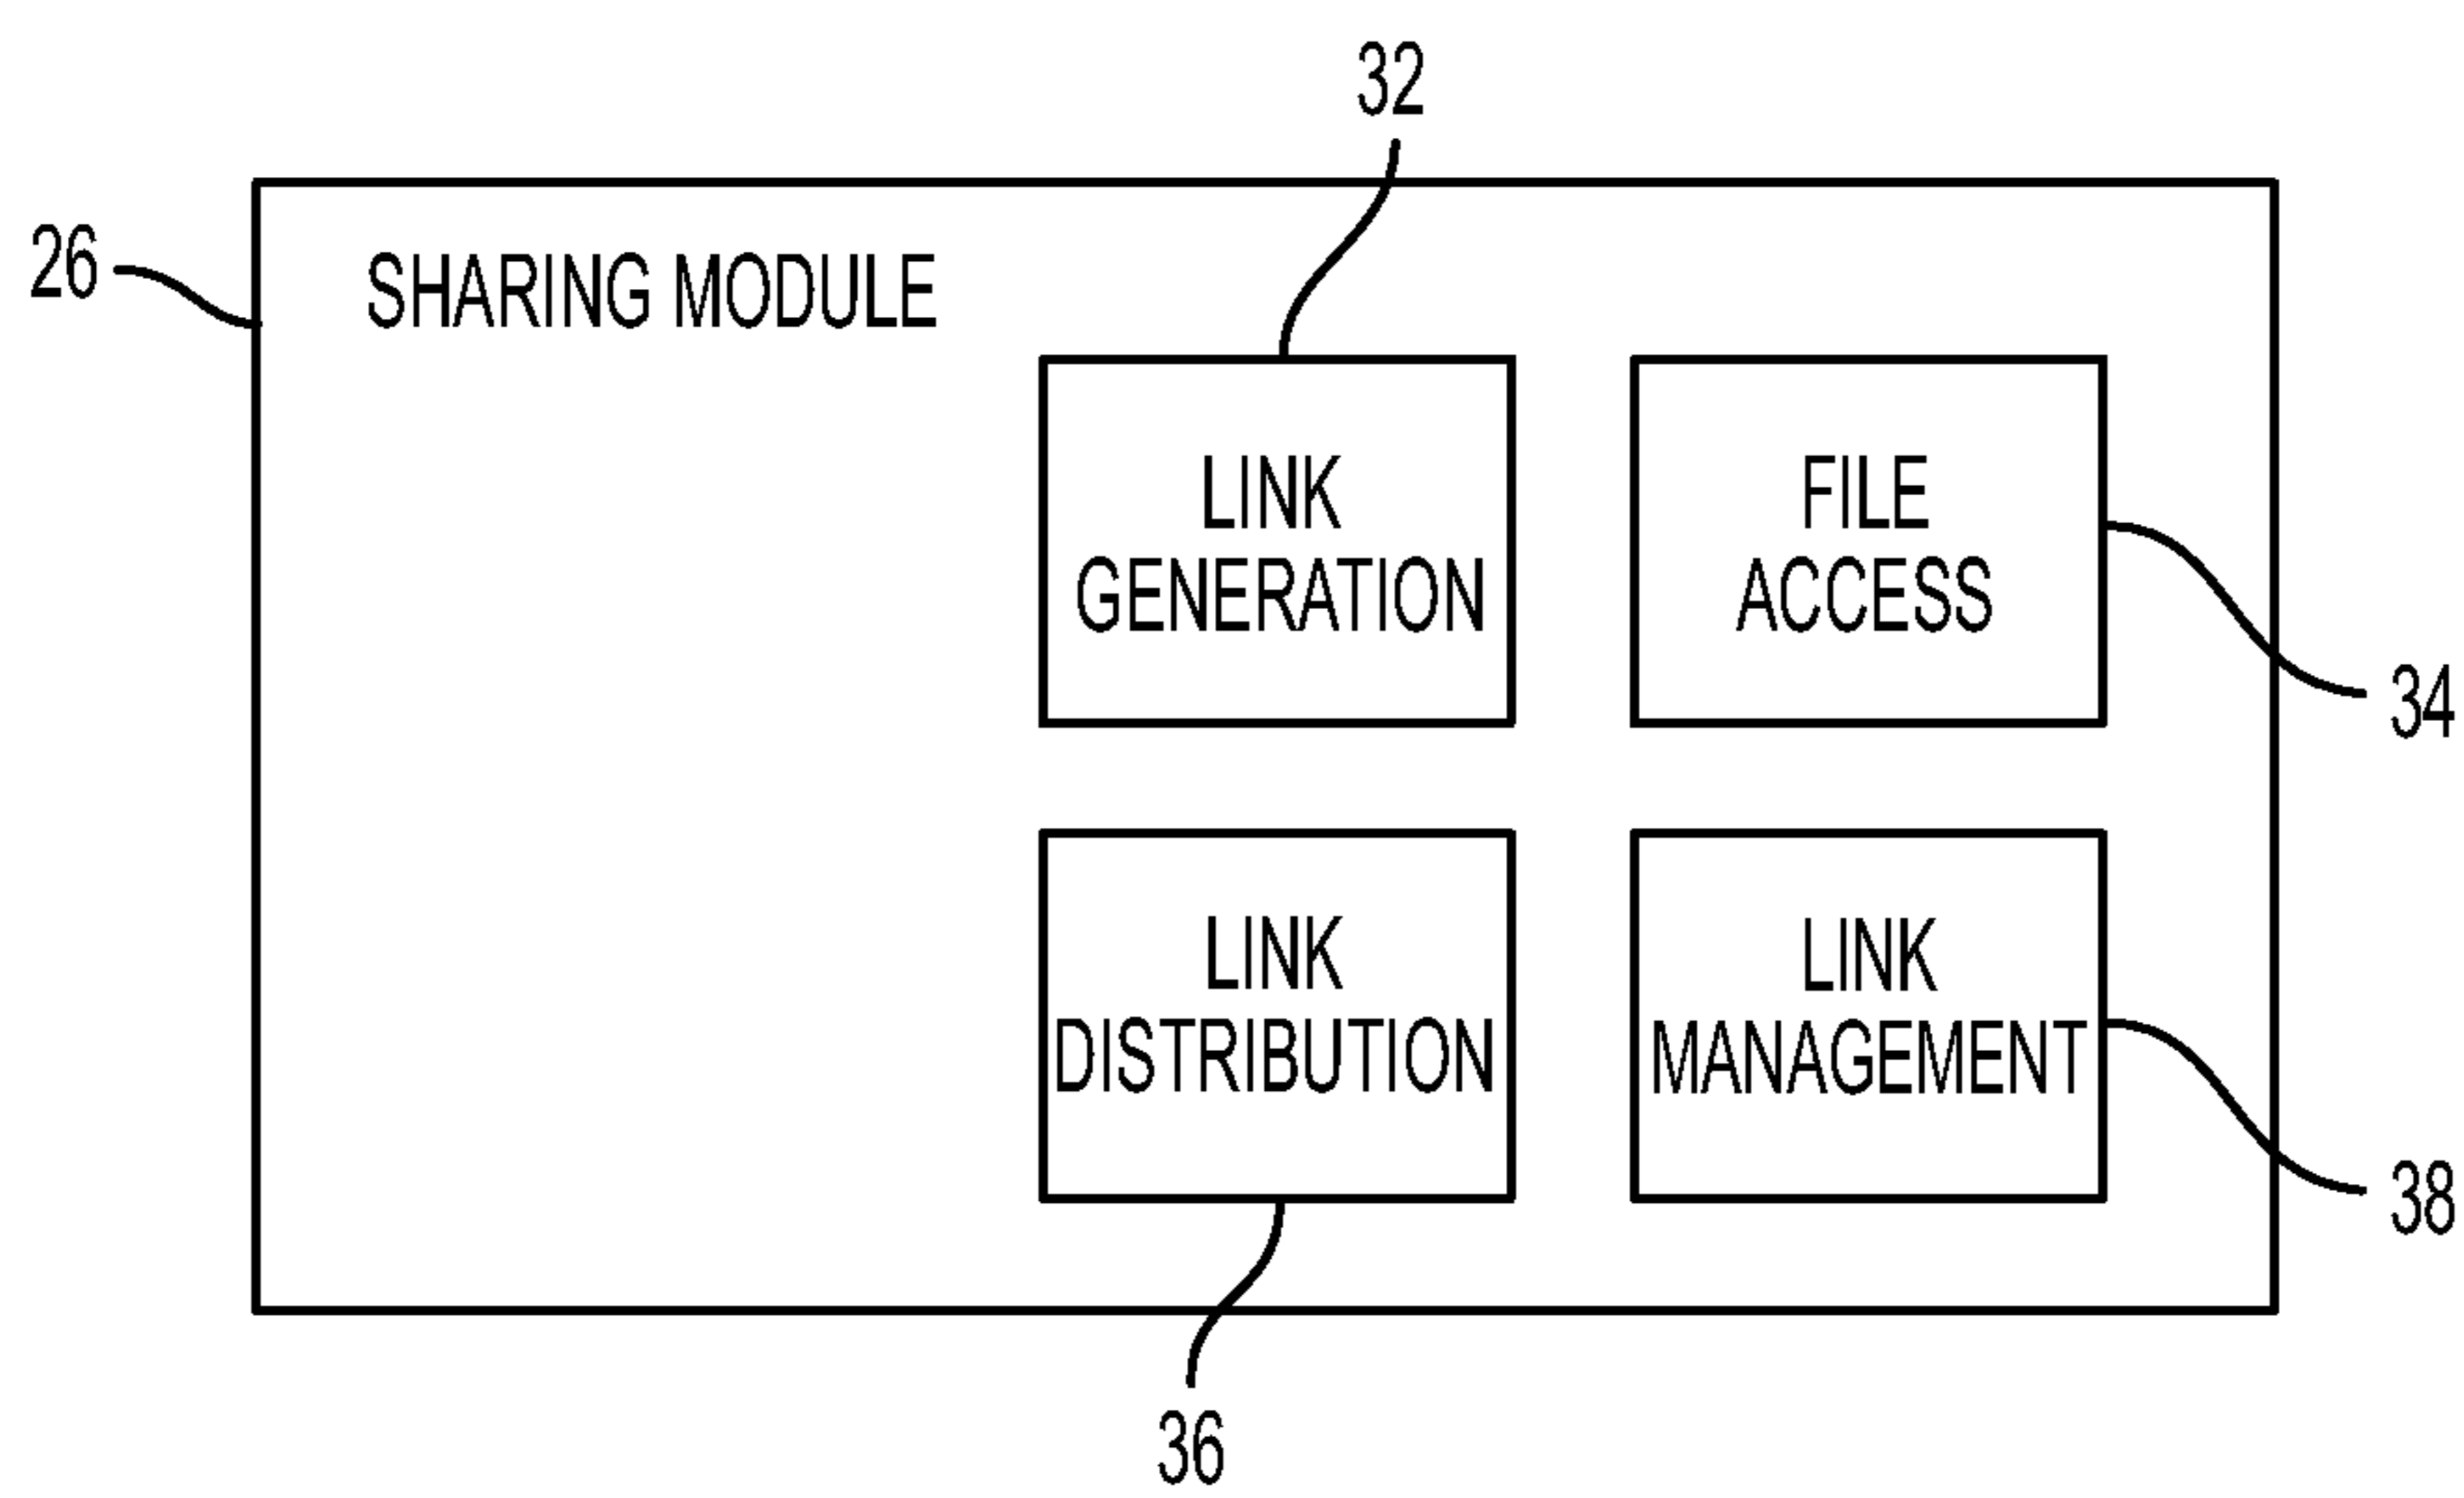 32
26
SHARING MODULE
LINK
GENERATION
FILE
ACCESS
34
LINK
DISTRIBUTION
LINK
MANAGEMENT
38
36